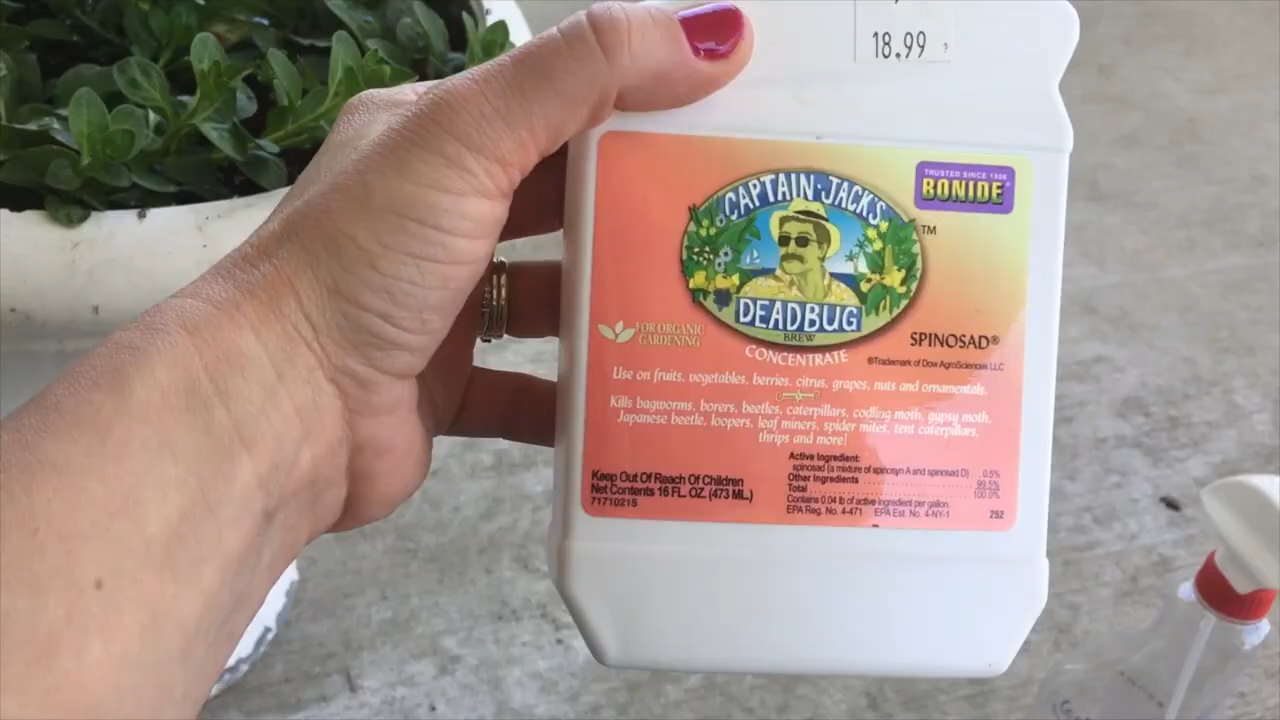 18.99
TRUSTED SINCE 1926
BONIDE®
CAPTAIN·JACK'S
TM
DEADBUG
BREW
CONCENTRATE
FOR ORGANIC
GARDENING
SPINOSAD®
®Trademark of Dow AgroSciences LLC
Use on fruits, vegetables, berries, citrus, grapes, nuts and ornamentals.
Kills bagworms, borers, beetles, caterpillars, codling moth, gypsy moth,
Japanese beetle, loopers, leaf miners, spider mites, tent caterpillars,
thrips and more!
Keep Out Of Reach Of Children
Net Contents 16 FL. OZ. (473 ML.)
71710215
Active Ingredient:
spinosad (a mixture of spinosyn A and spinosad D) . . 0.5%
Other Ingredients . . . 99.5%
Total . . . 100.0%
Contains 0.04 lb of active ingredient per gallon.
EPA Reg. No. 4-471 EPA Est. No. 4-NY-1
252